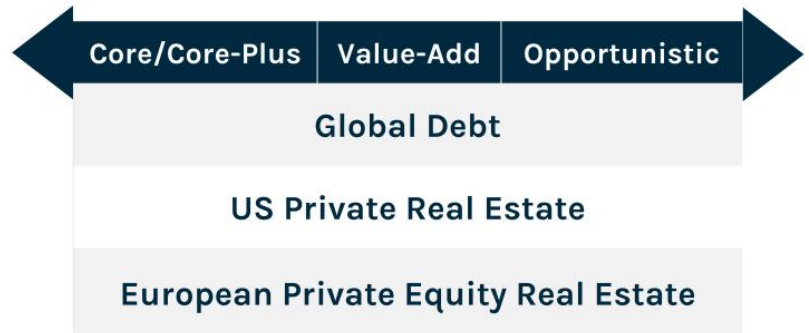 Core/Core-Plus Value-Add Opportunistic
Global Debt
US Private Real Estate
European Private Equity Real Estate